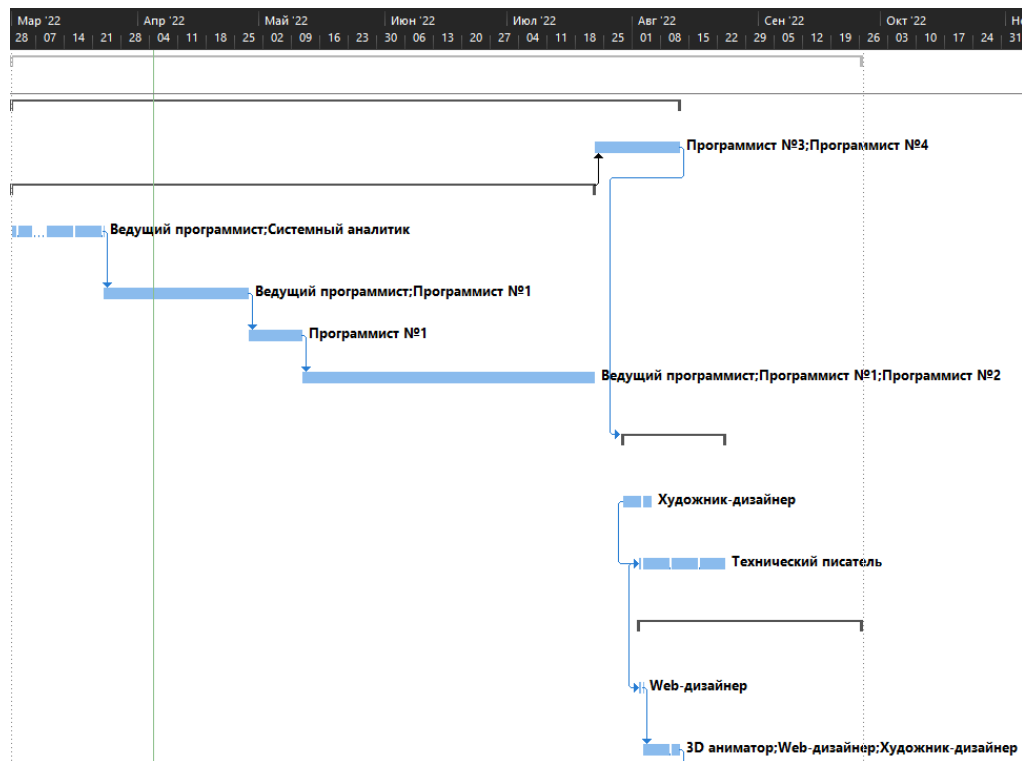 Мар '22 Апр '22 Май '22 Июн '22 Июл '22 Авг '22 Сен '22 Окт '22 Но
28 07 14 21 28 04 11 18 25 02 09 16 23 30 06 13 20 27 04 11 18 25 01 08 15 22 29 05 12 19 26 03 10 17 24 31
Программист №3;Программист №4
Ведущий программист;Системный аналитик
Ведущий программист;Программист №1
Программист №1
Ведущий программист;Программист №1;Программист №2
Художник-дизайнер
Технический писатель
Web-дизайнер
3D аниматор;Web-дизайнер;Художник-дизайнер